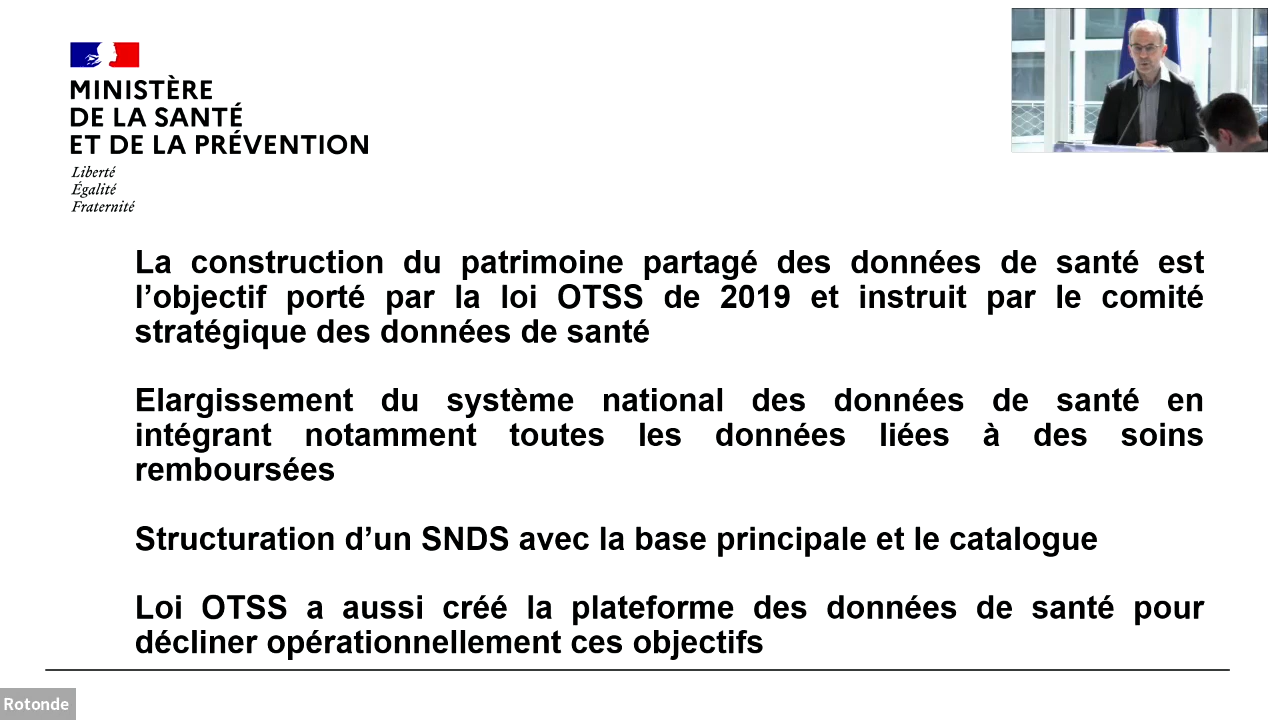 MINISTÈRE
DE LA SANTÉ
ET DE LA PRÉVENTION
Liberté
Égalité
Fraternité
La construction du patrimoine partagé des données de santé est
l’objectif porté par la loi OTSS de 2019 et instruit par le comité
stratégique des données de santé
Elargissement du système national des données de santé en
intégrant notamment toutes les données liées à des soins
remboursées
Structuration d’un SNDS avec la base principale et le catalogue
Loi OTSS a aussi créé la plateforme des données de santé pour
décliner opérationnellement ces objectifs
Rotonde